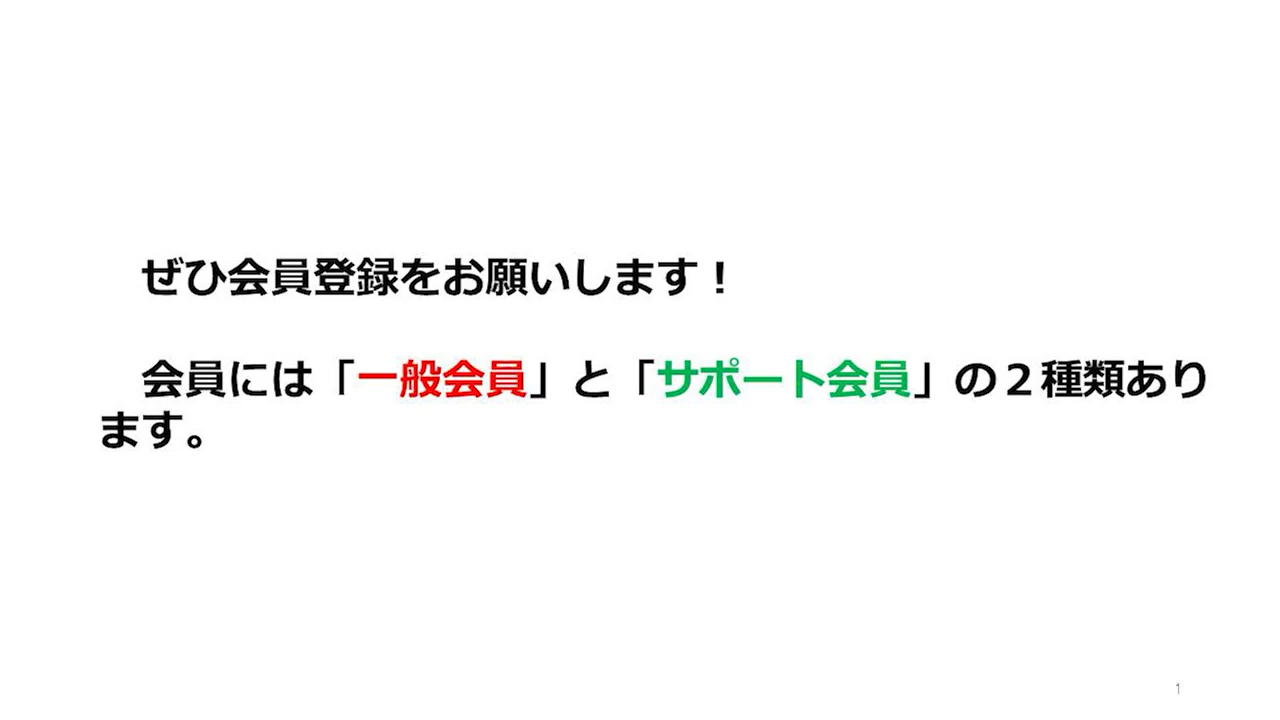 ぜひ会員登録をお願いします！
会員には「一般会員」と「サポート会員」の２種類あり
ます。
1